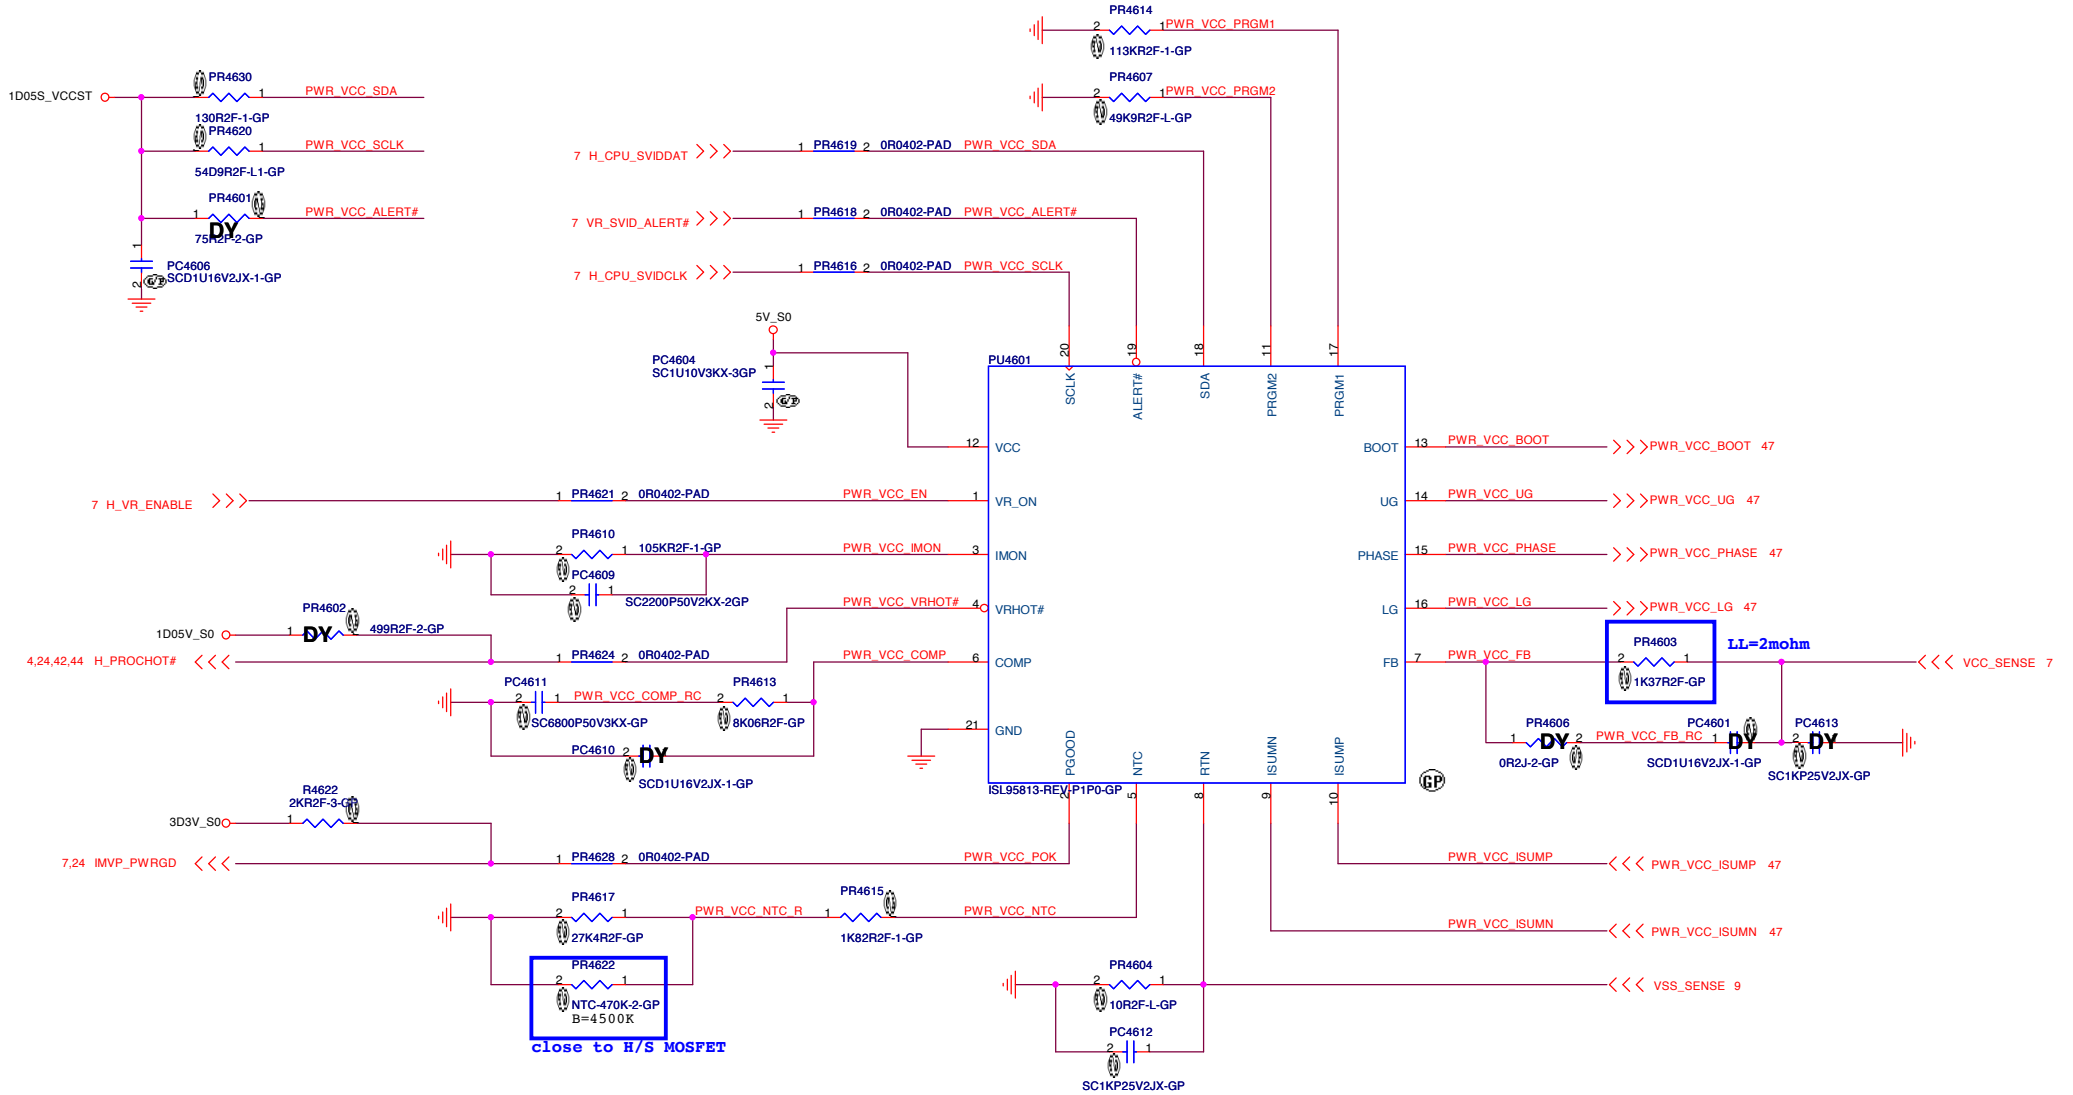 PR4614
2 1 PWR_VCC_PRGM1
113KR2F-1-GP
PR4607
2 1 PWR_VCC_PRGM2
49K9R2F-L-GP
1D05S_VCCST
PR4630
1 PWR_VCC_SDA
130R2F-1-GP
PR4620
1 PWR_VCC_SCLK
54D9R2F-L1-GP
PR4601
1 PWR_VCC_ALERT#
DY
75R2F-2-GP
1
PC4606
SCD1U16V2JX-1-GP
2
7 H_CPU_SVIDDAT
1 PR4619 2 0R0402-PAD PWR_VCC_SDA
7 VR_SVID_ALERT#
1 PR4618 2 0R0402-PAD PWR_VCC_ALERT#
7 H_CPU_SVIDCLK
1 PR4616 2 0R0402-PAD PWR_VCC_SCLK
5V_S0
PC4604
SC1U10V3KX-3GP
1
2
PU4601
20 19 18 11 17
SCLK ALERT# SDA PRGM2 PRGM1
12 VCC
BOOT 13 PWR_VCC_BOOT PWR_VCC_BOOT 47
7 H_VR_ENABLE
1 PR4621 2 0R0402-PAD PWR_VCC_EN 1 VR_ON
UG 14 PWR_VCC_UG PWR_VCC_UG 47
PR4610
2 1 105KR2F-1-GP PWR_VCC_IMON 3 IMON
PHASE 15 PWR_VCC_PHASE PWR_VCC_PHASE 47
PC4609
2 1
SC2200P50V2KX-2GP
PWR_VCC_VRHOT# 4 VRHOT#
LG 16 PWR_VCC_LG PWR_VCC_LG 47
PR4602
1D05V_S0 1 DY 2 499R2F-2-GP
4,24,42,44 H_PROCHOT#
1 PR4624 2 0R0402-PAD PWR_VCC_COMP 6 COMP
FB 7 PWR_VCC_FB
PR4603
2 1
1K37R2F-GP
LL=2mohm
VCC_SENSE 7
PC4611
2 1 PWR_VCC_COMP_RC
SC6800P50V3KX-GP
PR4613
2 1
8K06R2F-GP
PC4610 2 DY
SCD1U16V2JX-1-GP
21 GND
PR4606
1 DY 2
0R2J-2-GP
PWR_VCC_FB_RC
PC4601
1 DY
SCD1U16V2JX-1-GP
PC4613
2 DY
SC1KP25V2JX-GP
PGOOD NTC RTN ISUMN ISUMP
ISL95813-REV-P1P0-GP
GP
2 5 8 9 10
R4622
2KR2F-3-GP
3D3V_S0 1
7,24 IMVP_PWRGD
1 PR4628 2 0R0402-PAD PWR_VCC_POK
PWR_VCC_ISUMP PWR_VCC_ISUMP 47
PR4617
2 1
27K4R2F-GP
PWR_VCC_NTC_R
PR4615
1
1K82R2F-1-GP
PWR_VCC_NTC
PWR_VCC_ISUMN PWR_VCC_ISUMN 47
PR4622
2 1
NTC-470K-2-GP
B=4500K
close to H/S MOSFET
PR4604
2 1
10R2F-L-GP
VSS_SENSE 9
PC4612
2 1
SC1KP25V2JX-GP